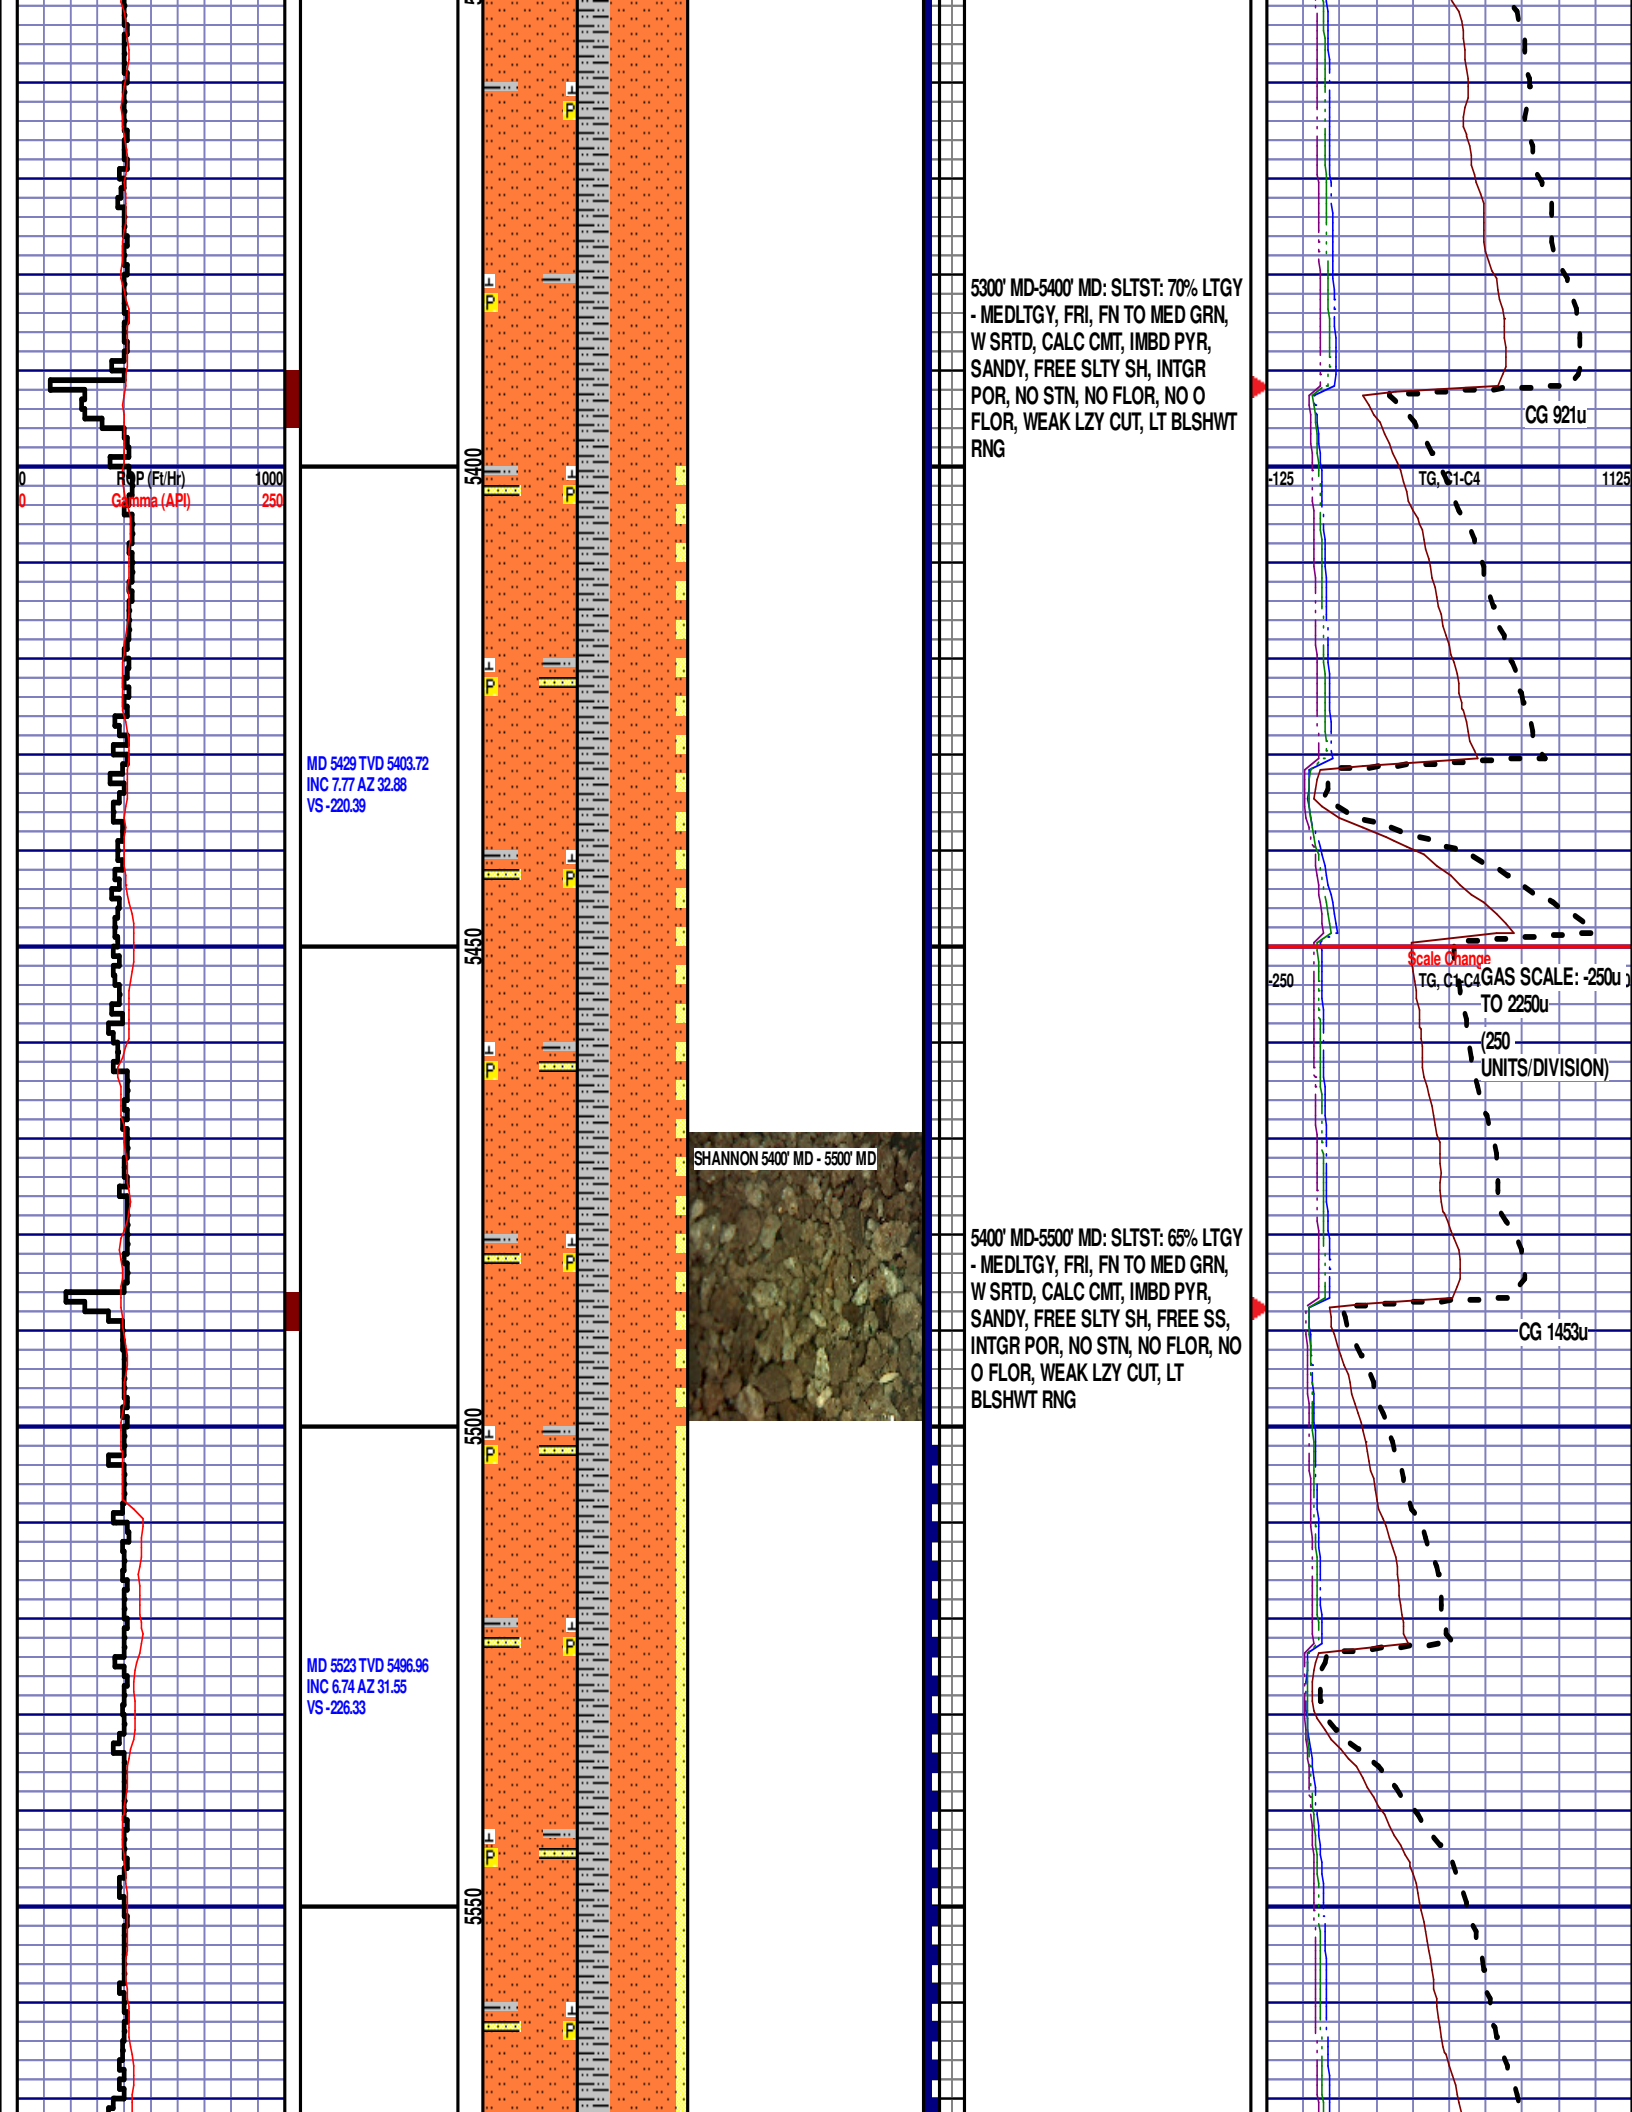 5300' MD-5400' MD: SLTST: 70% LTGY
- MEDLTGY, FRI, FN TO MED GRN,
W SRTD, CALC CMT, IMBD PYR,
SANDY, FREE SLTY SH, INTGR
POR, NO STN, NO FLOR, NO O
FLOR, WEAK LZY CUT, LT BLSHWT
RNG
CG 921u
5400
0 ROP (Ft/Hr) 1000
0 Gamma (API) 250
-125 TG, C1-C4 1125
MD 5429 TVD 5403.72
INC 7.77 AZ 32.88
VS -220.39
5450
Scale Change
-250 TG, C1-C4
GAS SCALE: -250u
TO 2250u
(250
UNITS/DIVISION)
SHANNON 5400' MD - 5500' MD
5400' MD-5500' MD: SLTST: 65% LTGY
- MEDLTGY, FRI, FN TO MED GRN,
W SRTD, CALC CMT, IMBD PYR,
SANDY, FREE SLTY SH, FREE SS,
INTGR POR, NO STN, NO FLOR, NO
O FLOR, WEAK LZY CUT, LT
BLSHWT RNG
CG 1453u
5500
MD 5523 TVD 5496.96
INC 6.74 AZ 31.55
VS -226.33
5550
P
P
P
P
P
P
P
P
P
P
P